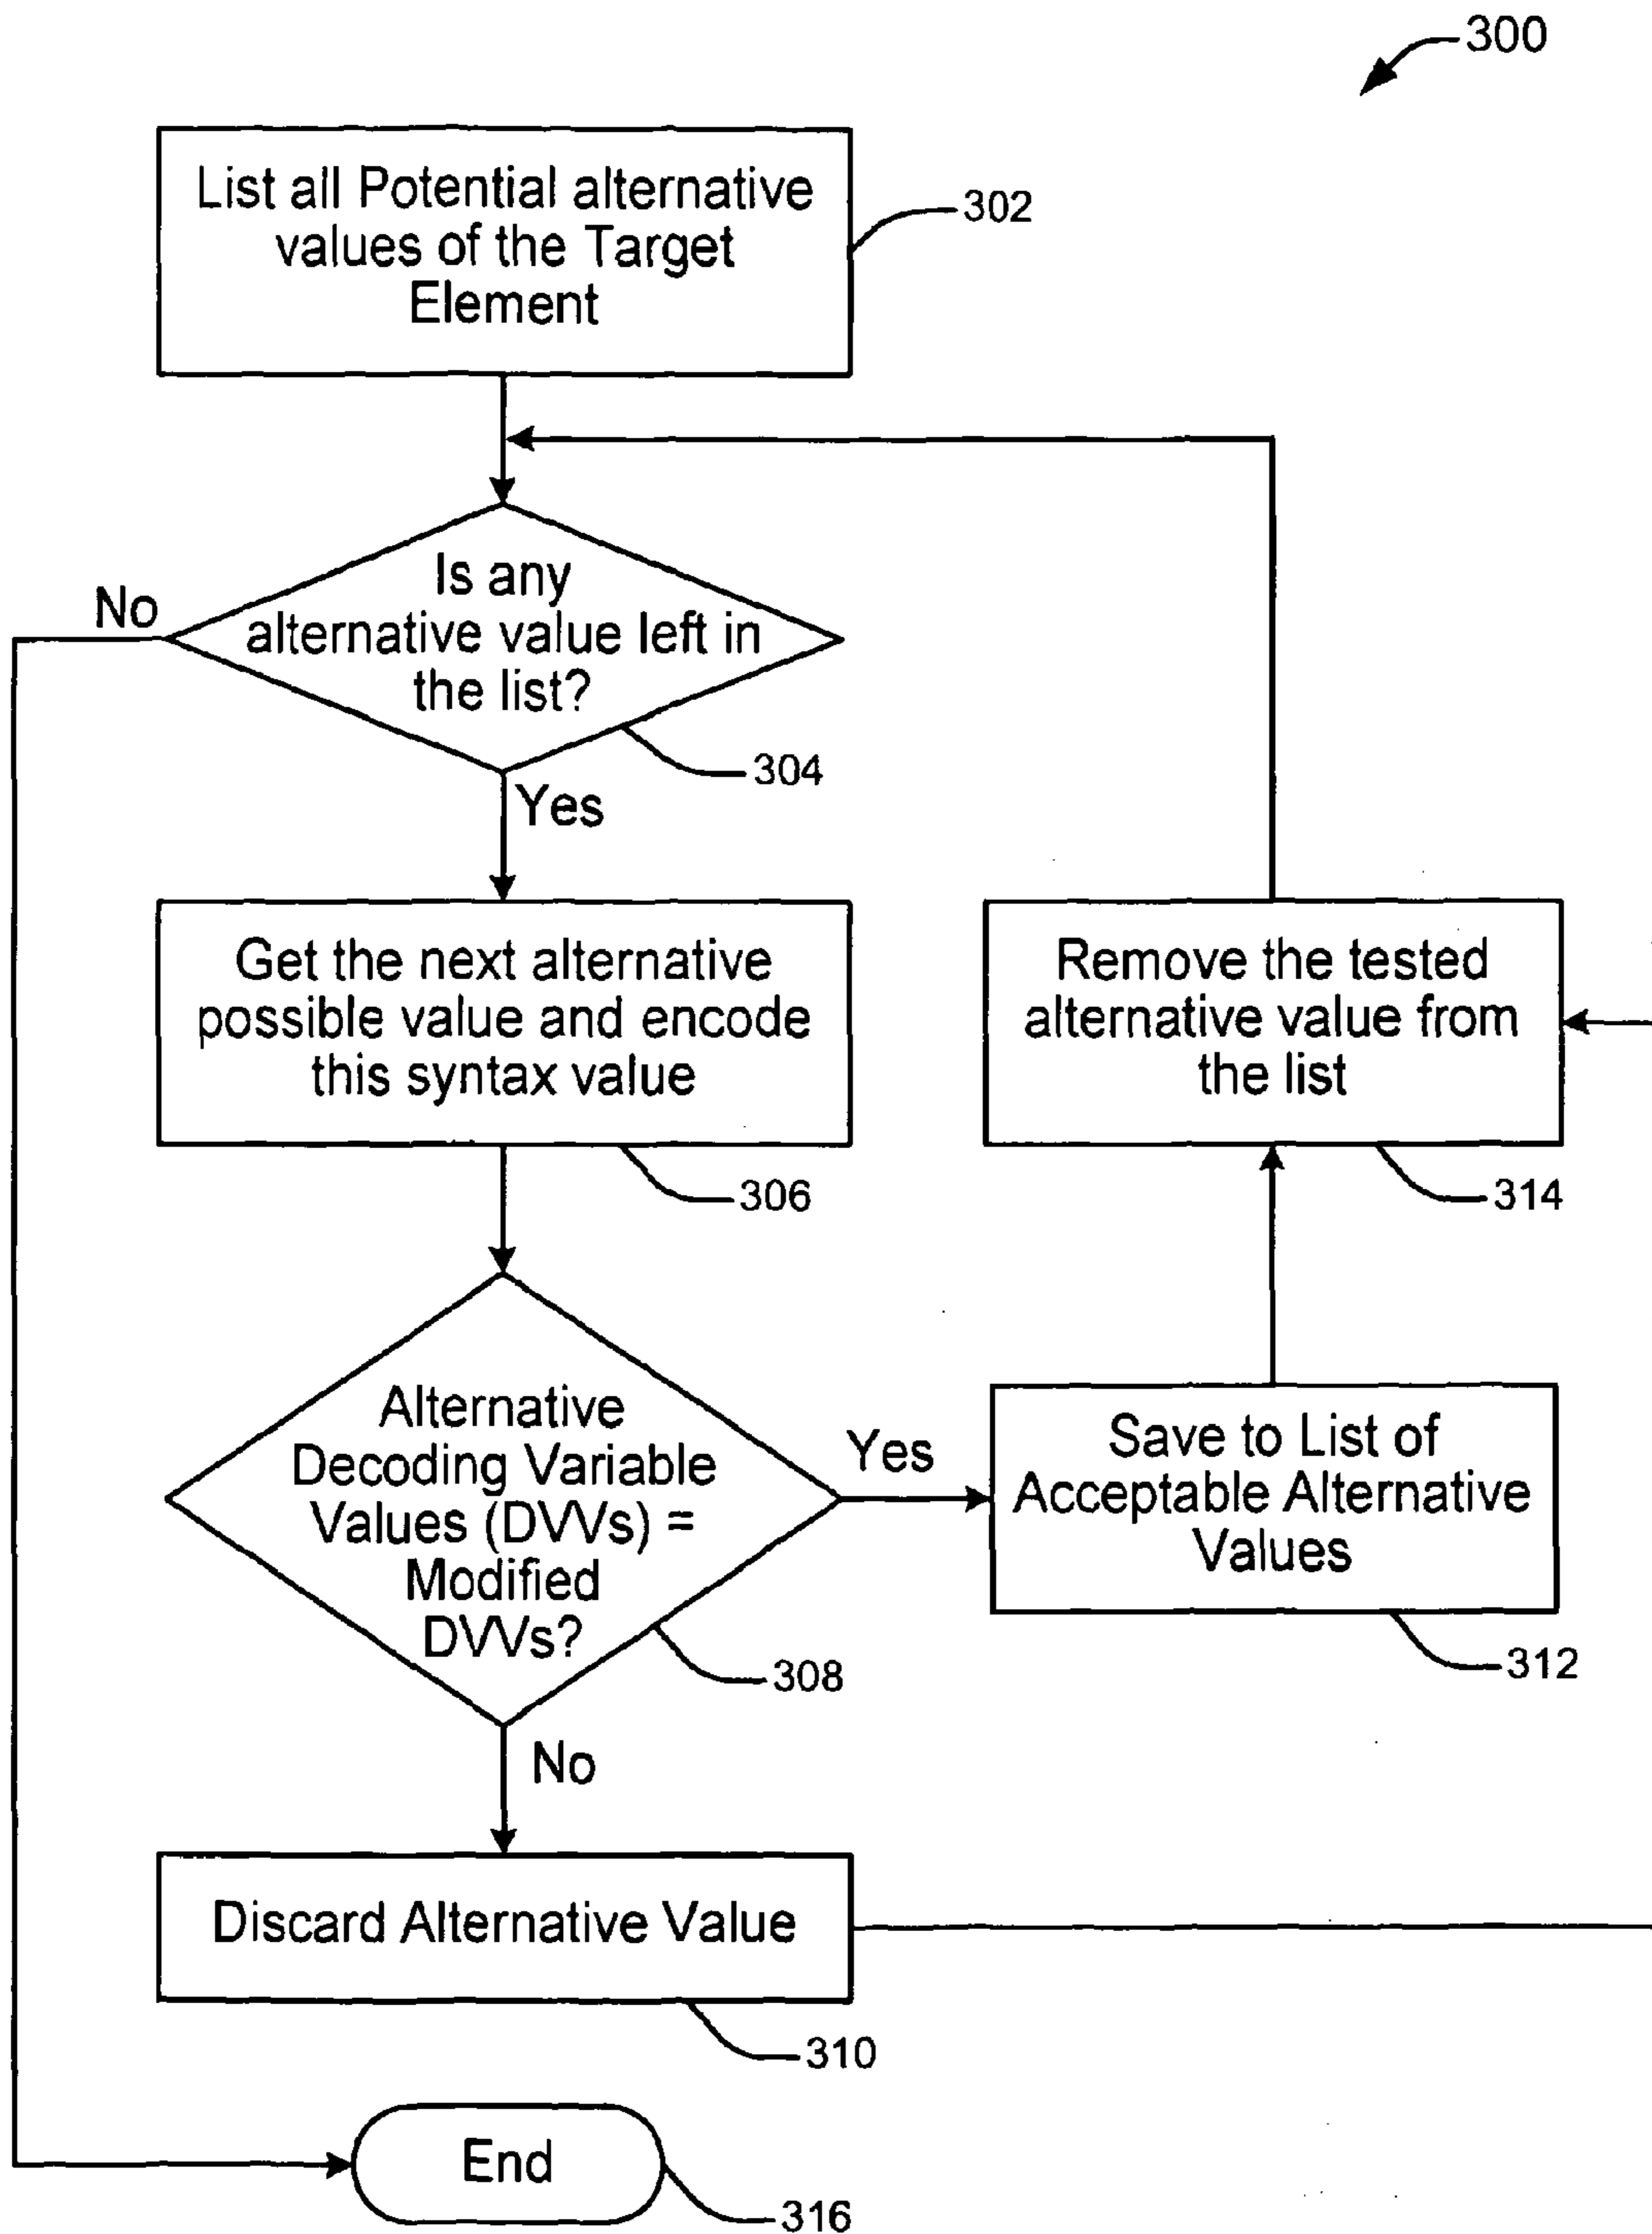 300
List all Potential alternative
values of the Target
Element
302
Is any
alternative value left in
the list?
No
304
Yes
Get the next alternative
possible value and encode
this syntax value
306
Remove the tested
alternative value from
the list
314
Alternative
Decoding Variable
Values (DVVs) =
Modified
DVVs?
Yes
308
No
Save to List of
Acceptable Alternative
Values
312
Discard Alternative Value
310
End
316